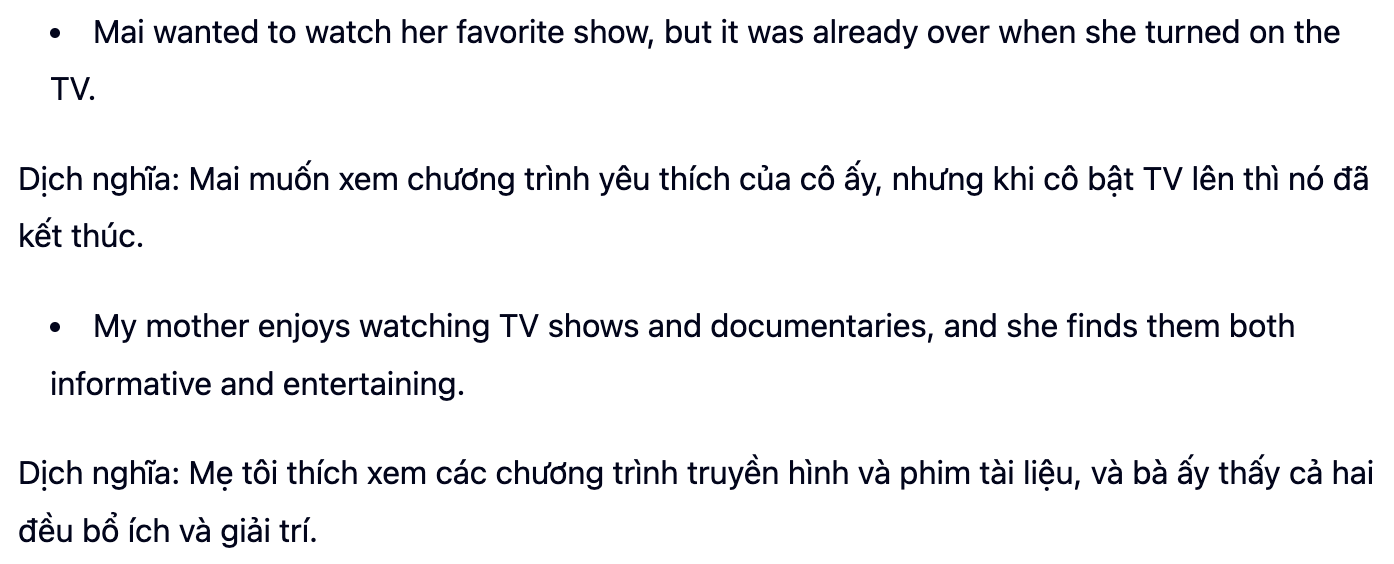 • Mai wanted to watch her favorite show, but it was already over when she turned on the
TV.
Dịch nghĩa: Mai muốn xem chương trình yêu thích của cô ấy, nhưng khi cô bật TV lên thì nó đã
kết thúc.
• My mother enjoys watching TV shows and documentaries, and she finds them both
informative and entertaining.
Dịch nghĩa: Mẹ tôi thích xem các chương trình truyền hình và phim tài liệu, và bà ấy thấy cả hai
đều bổ ích và giải trí.